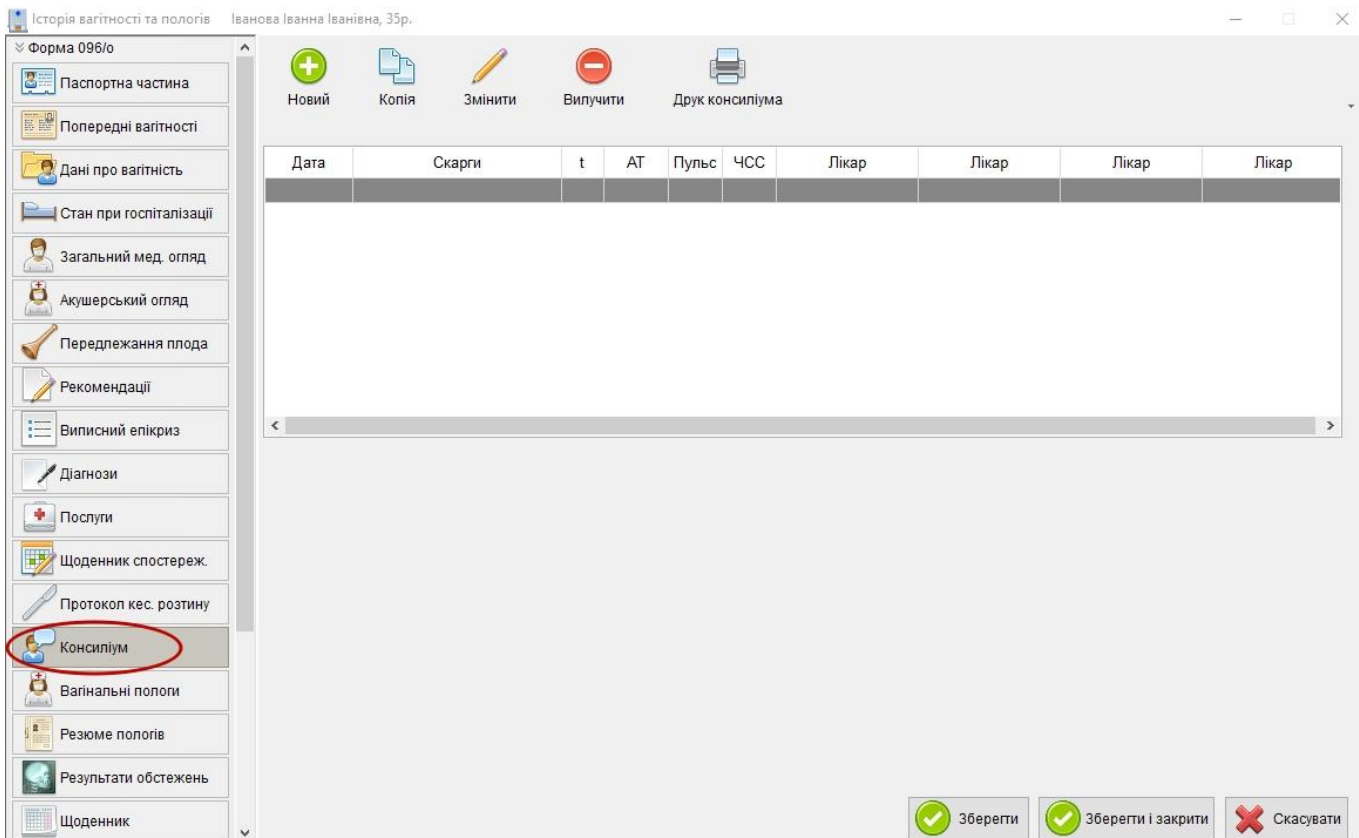 Історія вагітності та пологів Іванова Іванна Іванівна, 35р.
Форма 096/о
Паспортна частина
Попередні вагітності
Дані про вагітність
Стан при госпіталізації
Загальний мед. огляд
Акушерський огляд
Передлежання плода
Рекомендації
Виписний епікриз
Діагнози
Послуги
Щоденник спостереж.
Протокол кес. розтину
Консиліум
Вагінальні пологи
Резюме пологів
Результати обстежень
Щоденник
Новий Копія Змінити Вилучити Друк консиліума
Дата Скарги t АТ Пульс ЧСС Лікар Лікар Лікар Лікар
Зберегти Зберегти і закрити Скасувати